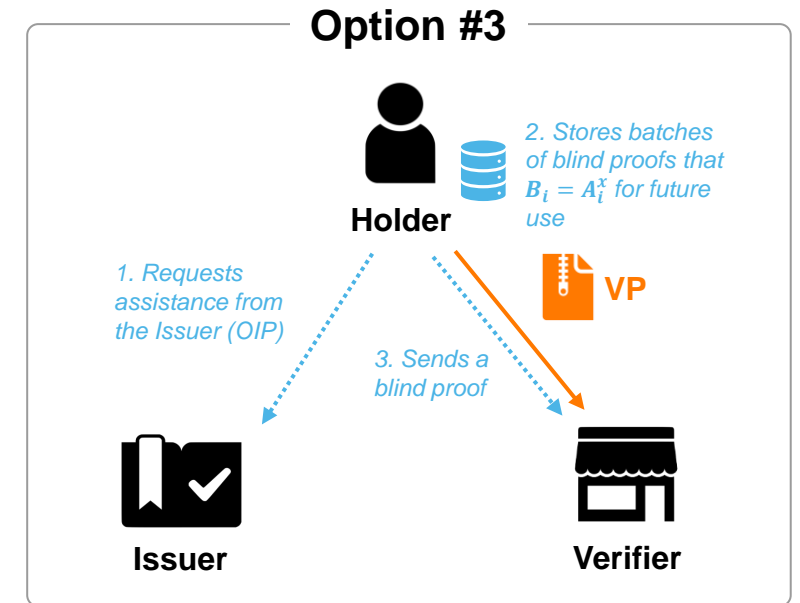 Option #3
2. Stores batches
of blind proofs that
𝑩ᵢ = 𝑨ᵢˣ for future
use
Holder
VP
1. Requests
assistance from
the Issuer (OIP)
3. Sends a
blind proof
Issuer
Verifier